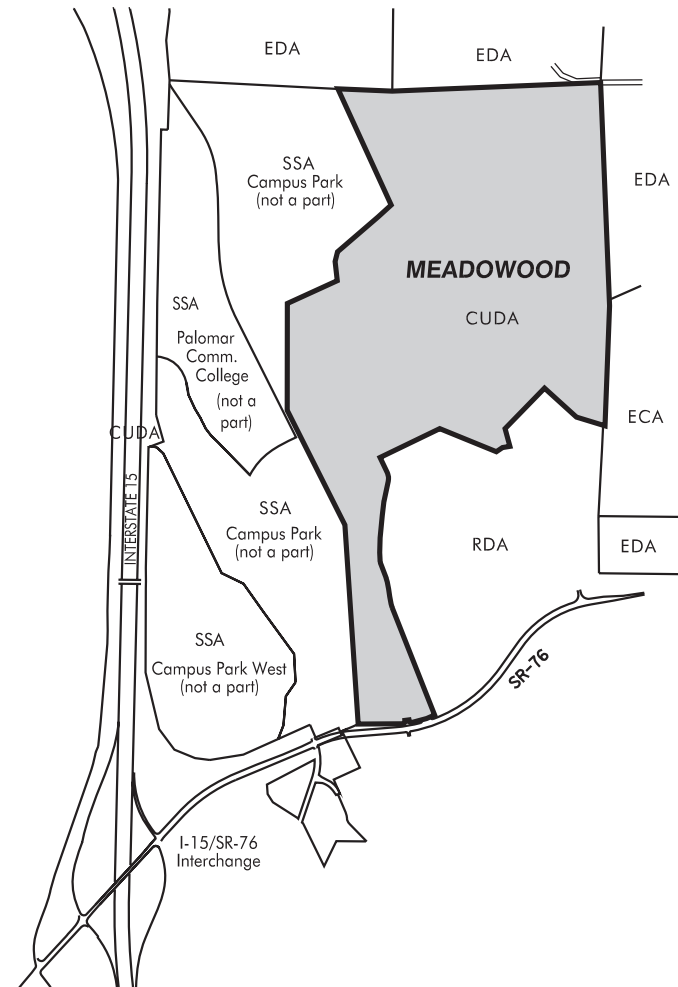 EDA
EDA
SSA
Campus Park
(not a part)
EDA
MEADOWOOD
CUDA
SSA
Palomar
Comm.
College
(not a
part)
ECA
CUDA
INTERSTATE 15
SSA
Campus Park
(not a part)
RDA
EDA
SSA
Campus Park West
(not a part)
SR-76
I-15/SR-76
Interchange